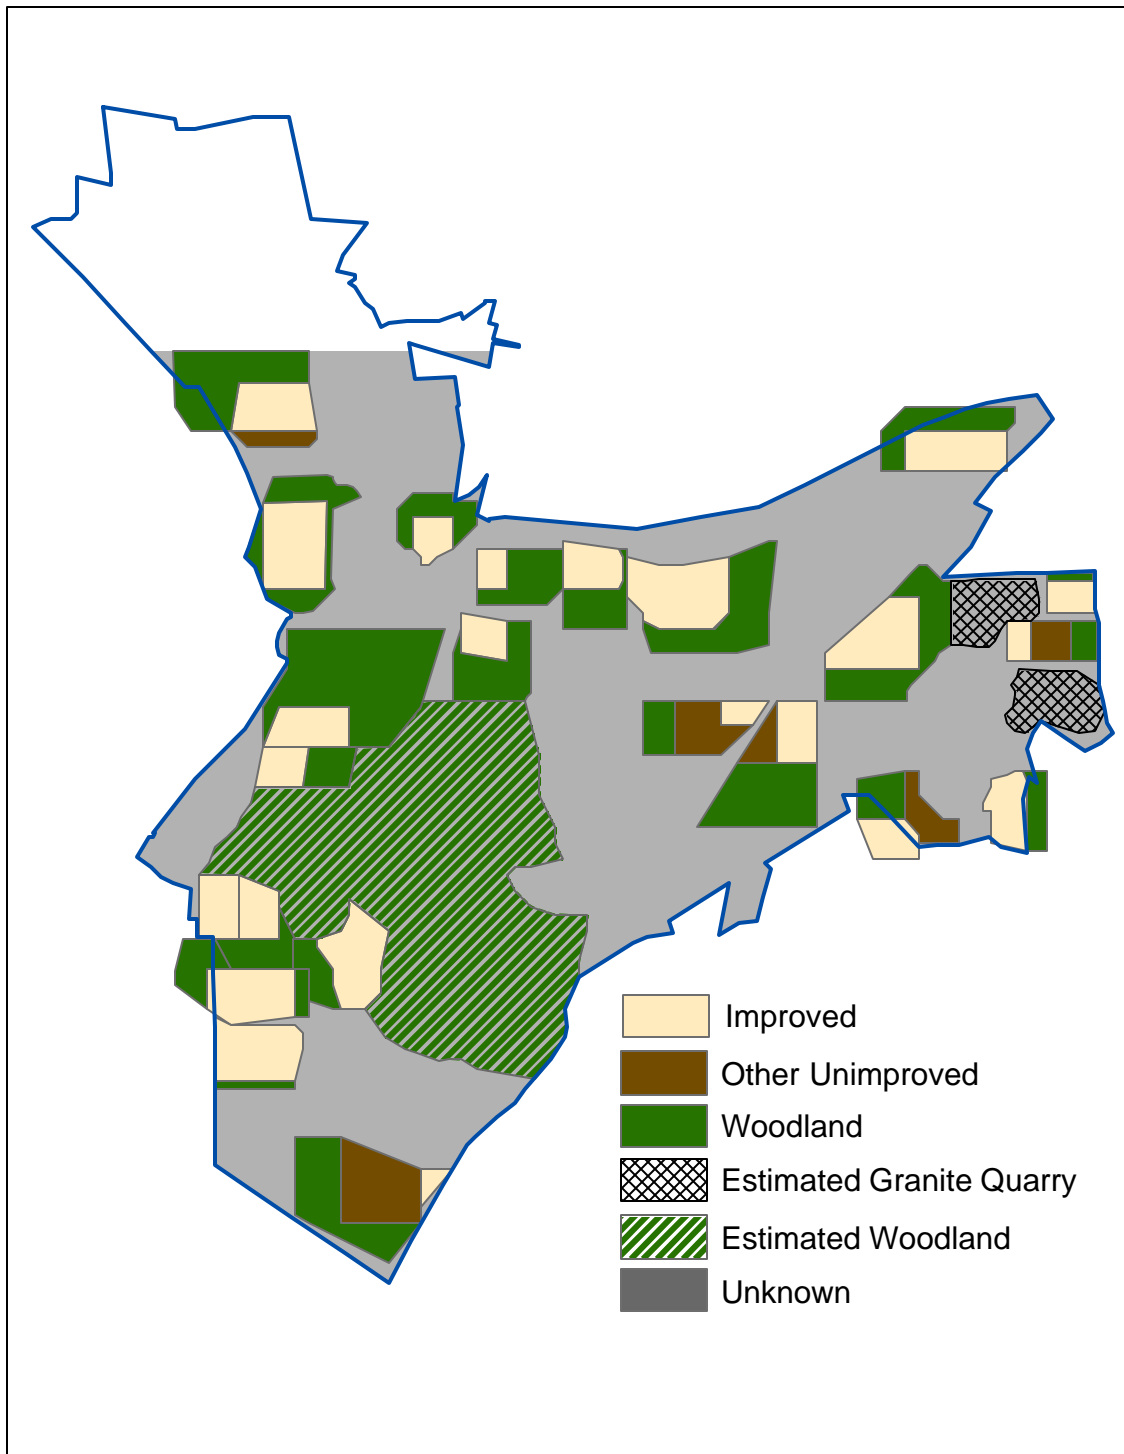 Improved
Other Unimproved
Woodland
Estimated Granite Quarry
Estimated Woodland
Unknown